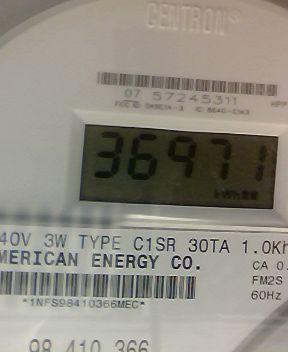 CENTRON®
07 57245311
36971
kWh
40V 3W TYPE C1SR 30TA 1.0Kh
MERICAN ENERGY CO.
CA 0.
FM2S
60Hz
*1NFS98410366MEC*
98 410 366